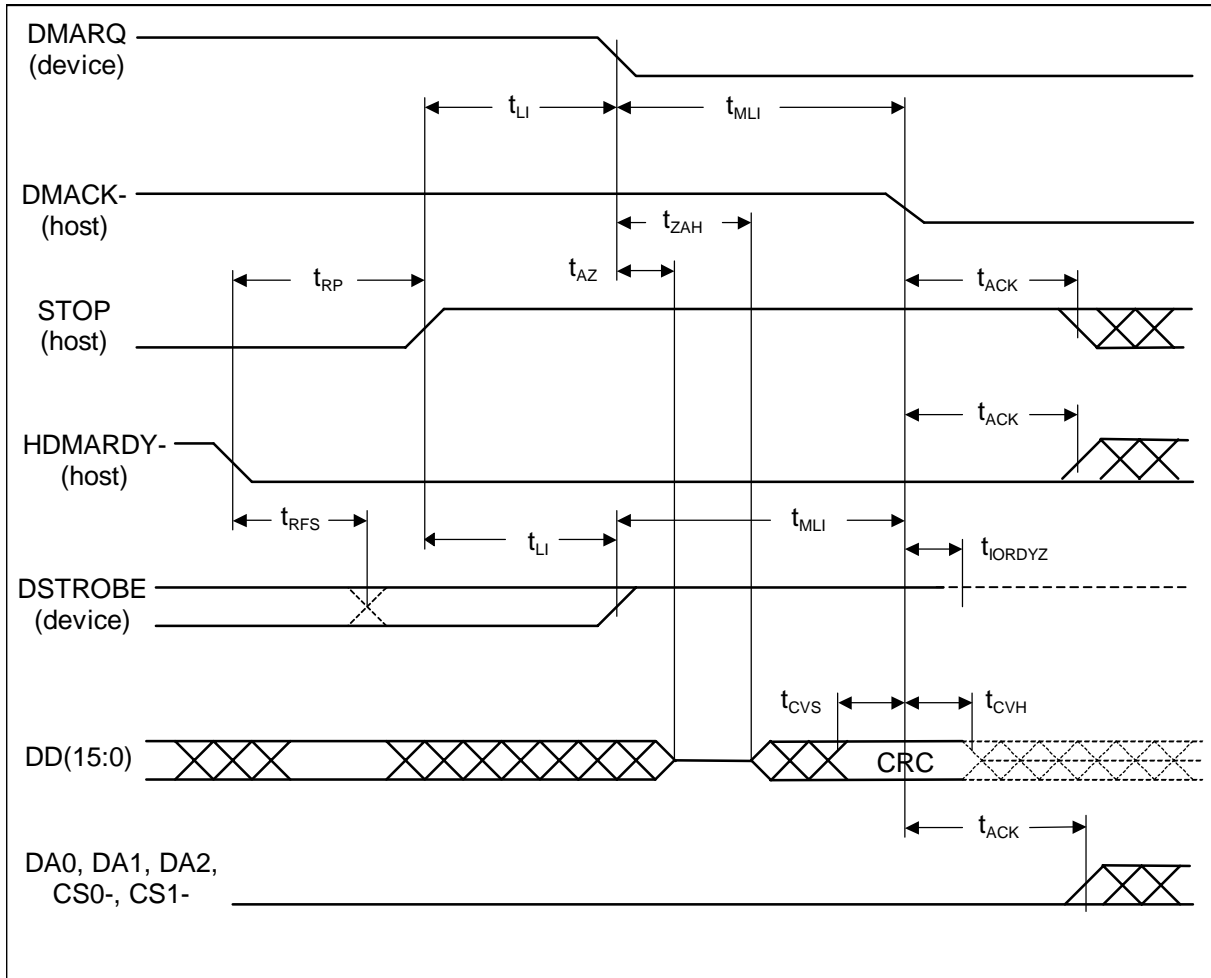 DMARQ
(device)
tLI
tMLI
DMACK-
(host)
tZAH
tAZ
tRP
tACK
STOP
(host)
tACK
HDMARDY-
(host)
tRFS
tLI
tMLI
tIORDYZ
DSTROBE
(device)
tCVS
tCVH
DD(15:0)
CRC
tACK
DA0, DA1, DA2,
CS0-, CS1-